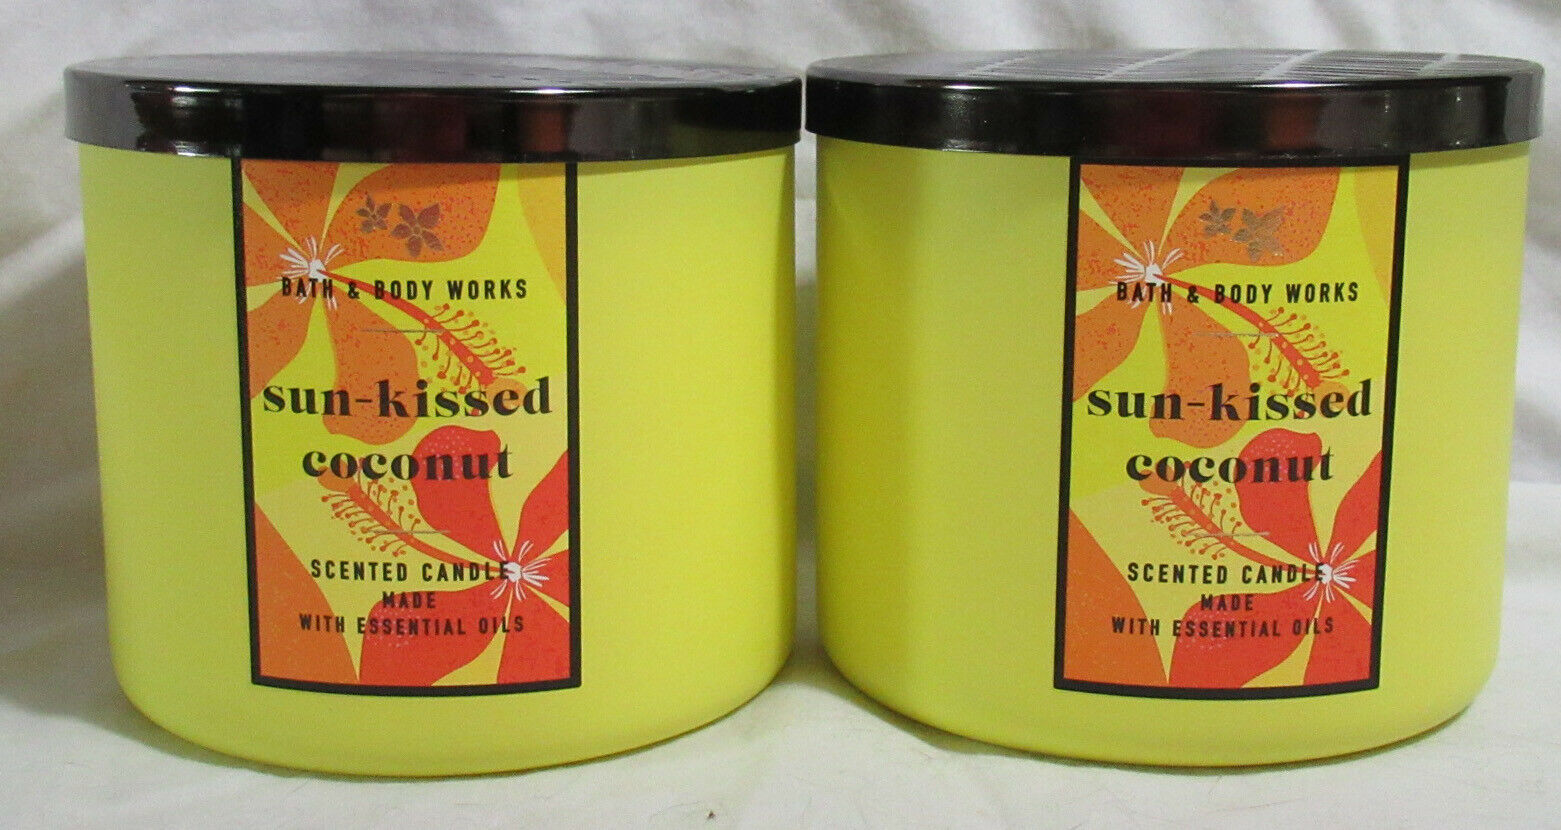 BATH & BODY WORKS
sun-kissed
coconut
SCENTED CANDLE
MADE
WITH ESSENTIAL OILS
BATH & BODY WORKS
sun-kissed
coconut
SCENTED CANDLE
MADE
WITH ESSENTIAL OILS